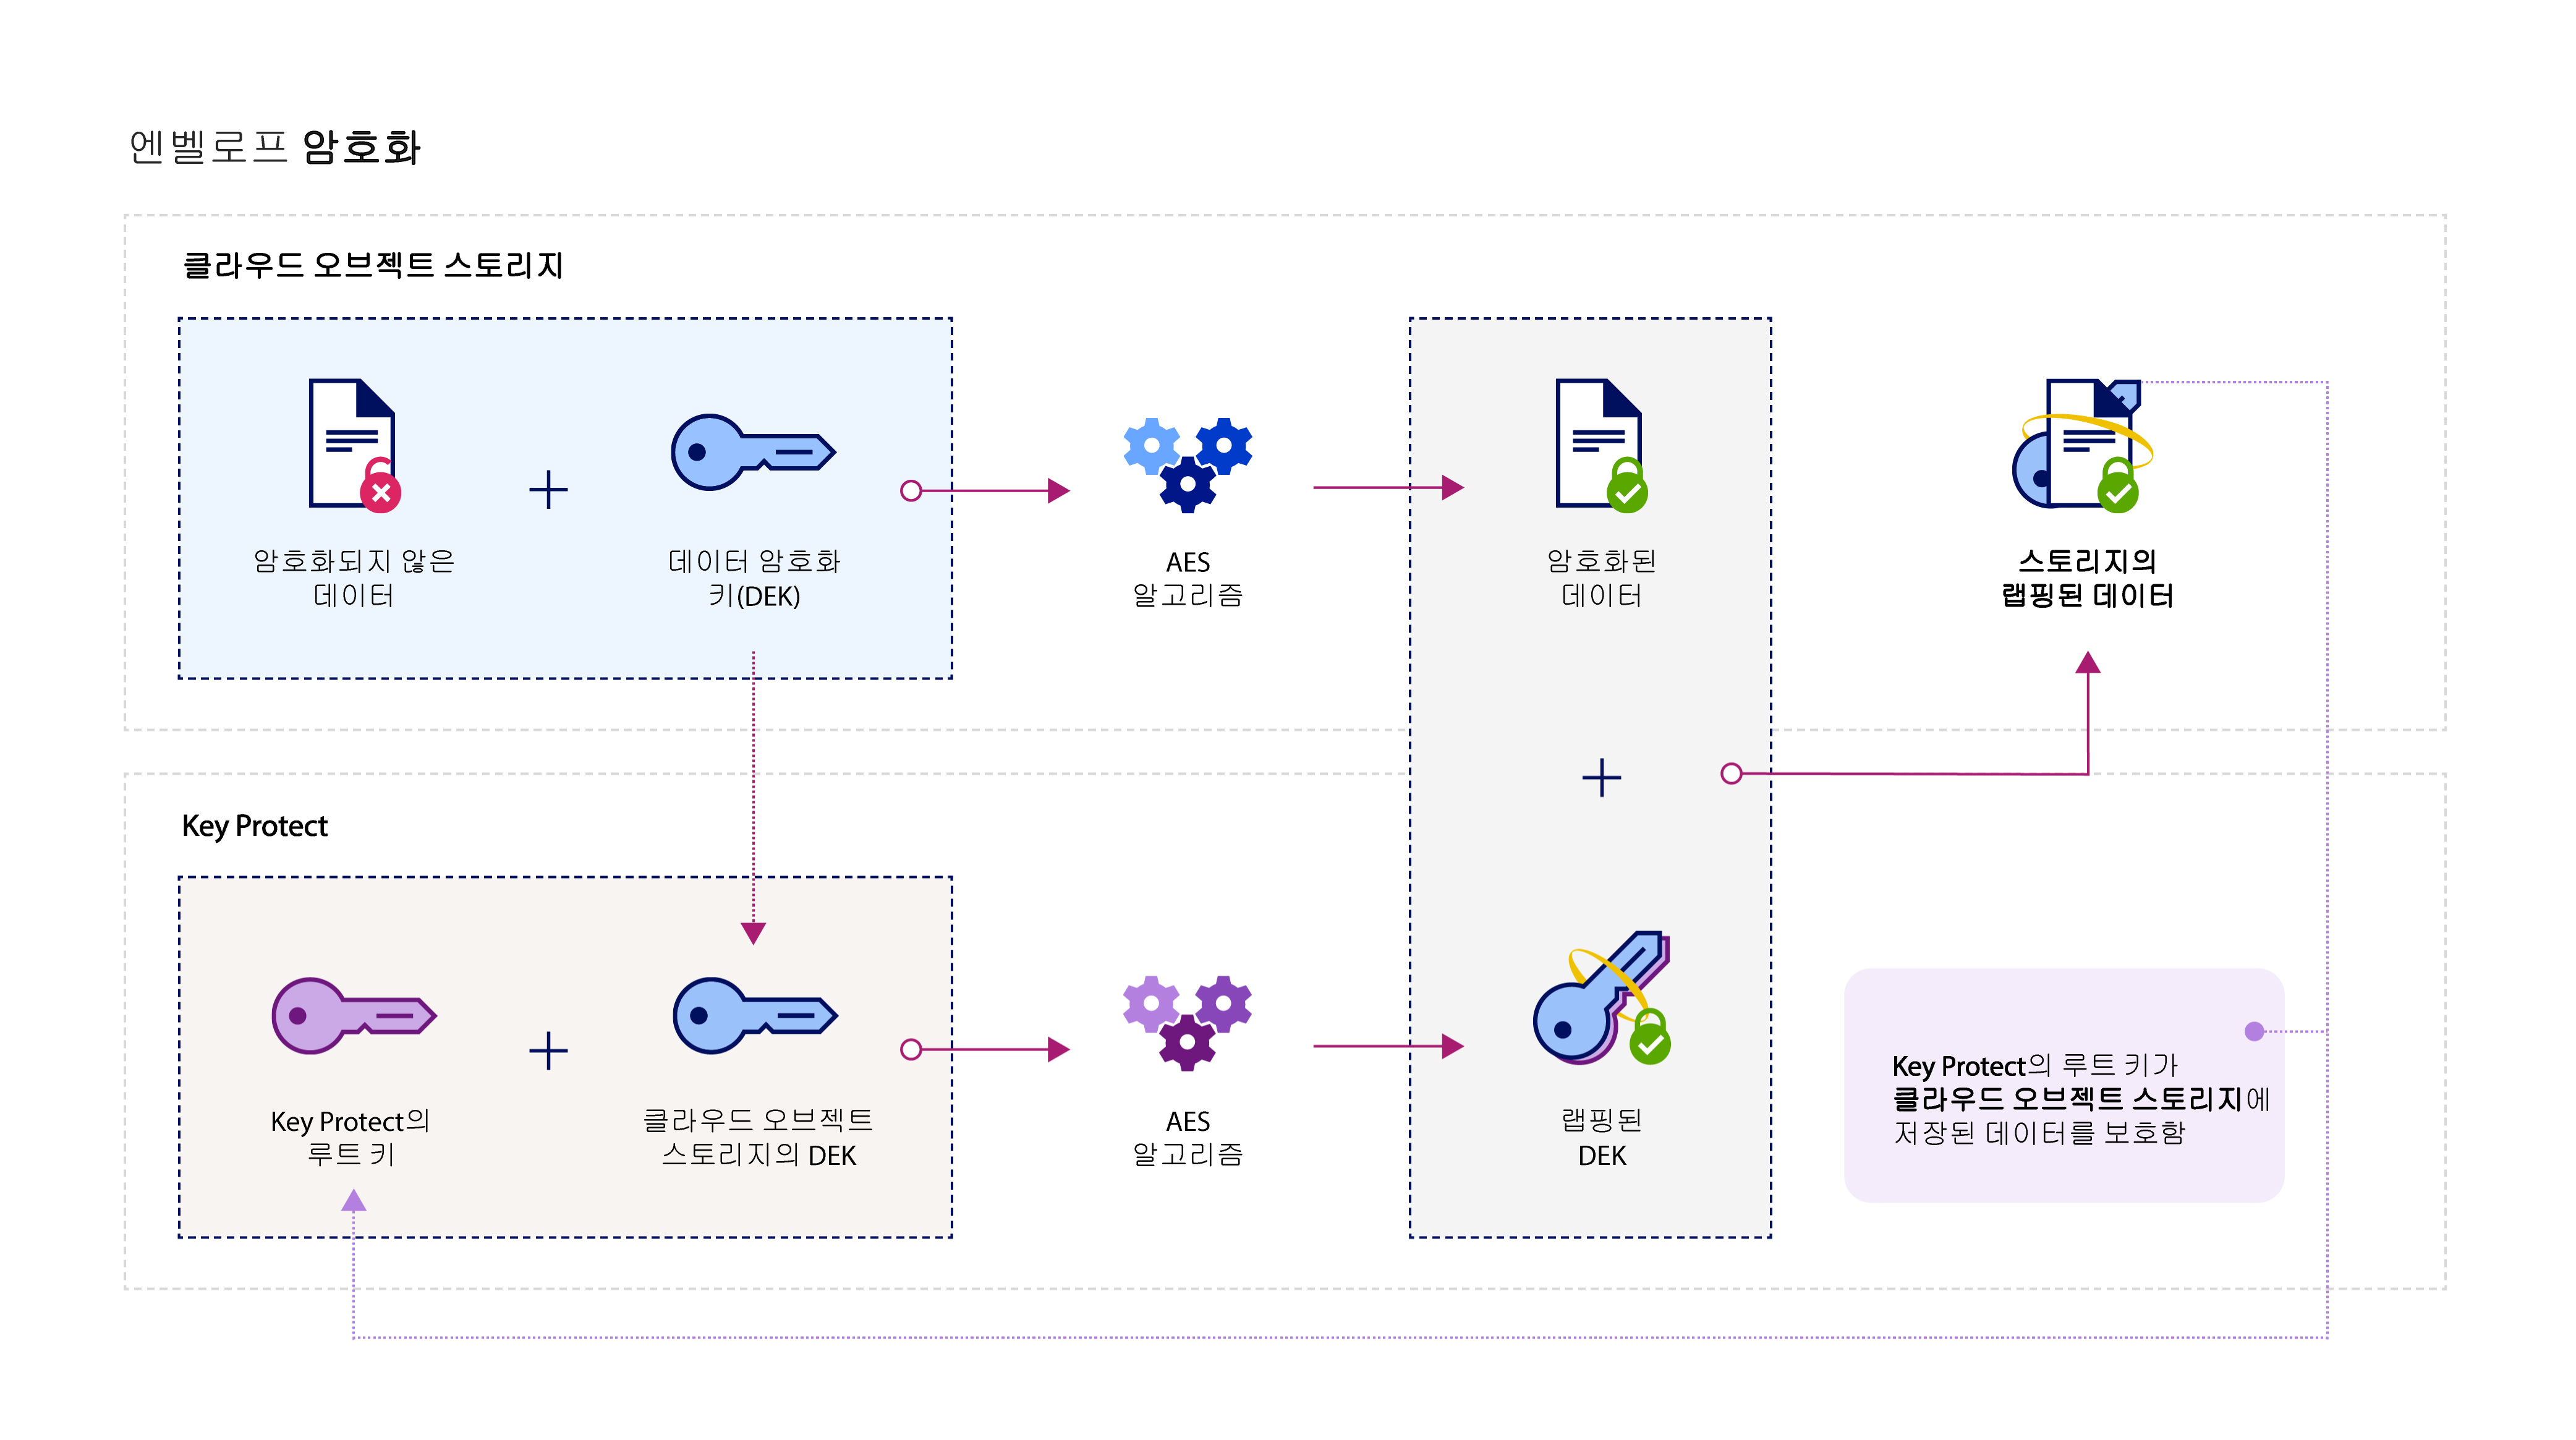 엔벨로프 암호화
클라우드 오브젝트 스토리지
암호화되지 않은
데이터
데이터 암호화
키(DEK)
AES
알고리즘
암호화된
데이터
스토리지의
랩핑된 데이터
Key Protect
Key Protect의
루트 키
클라우드 오브젝트
스토리지의 DEK
AES
알고리즘
랩핑된
DEK
Key Protect의 루트 키가
클라우드 오브젝트 스토리지에
저장된 데이터를 보호함